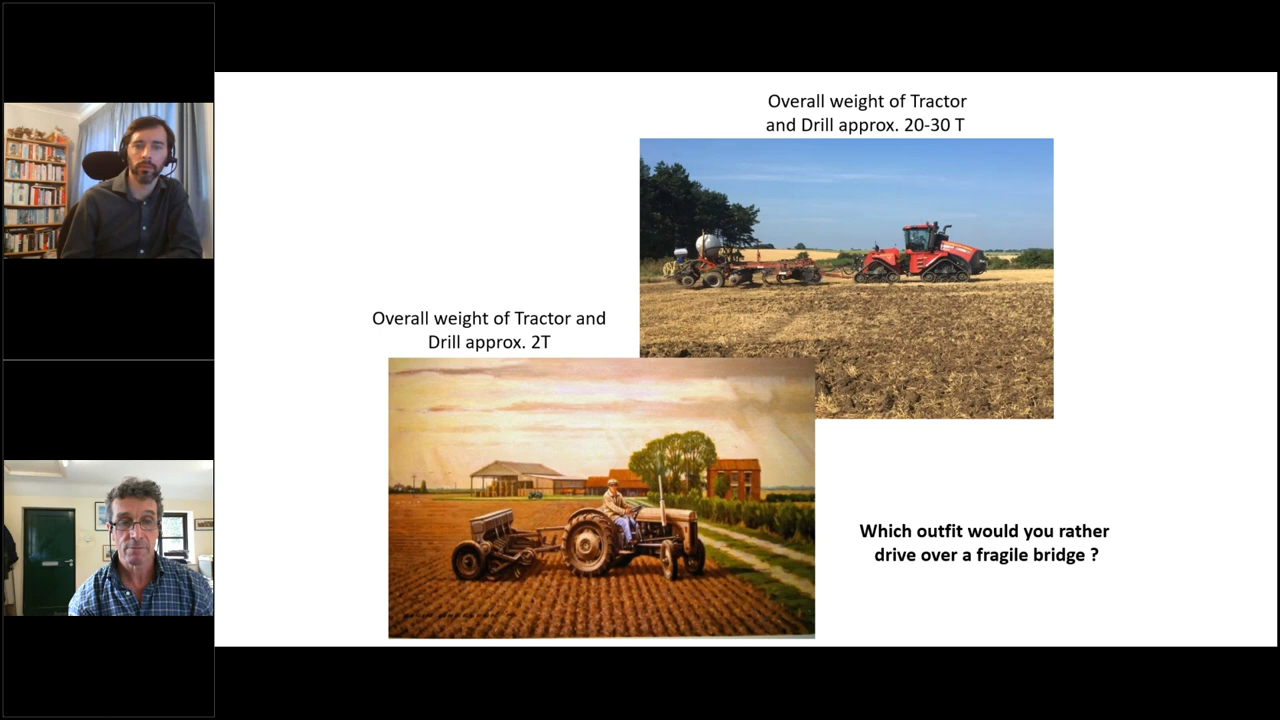 Overall weight of Tractor
and Drill approx. 20-30 T
Overall weight of Tractor and
Drill approx. 2T
Which outfit would you rather
drive over a fragile bridge ?